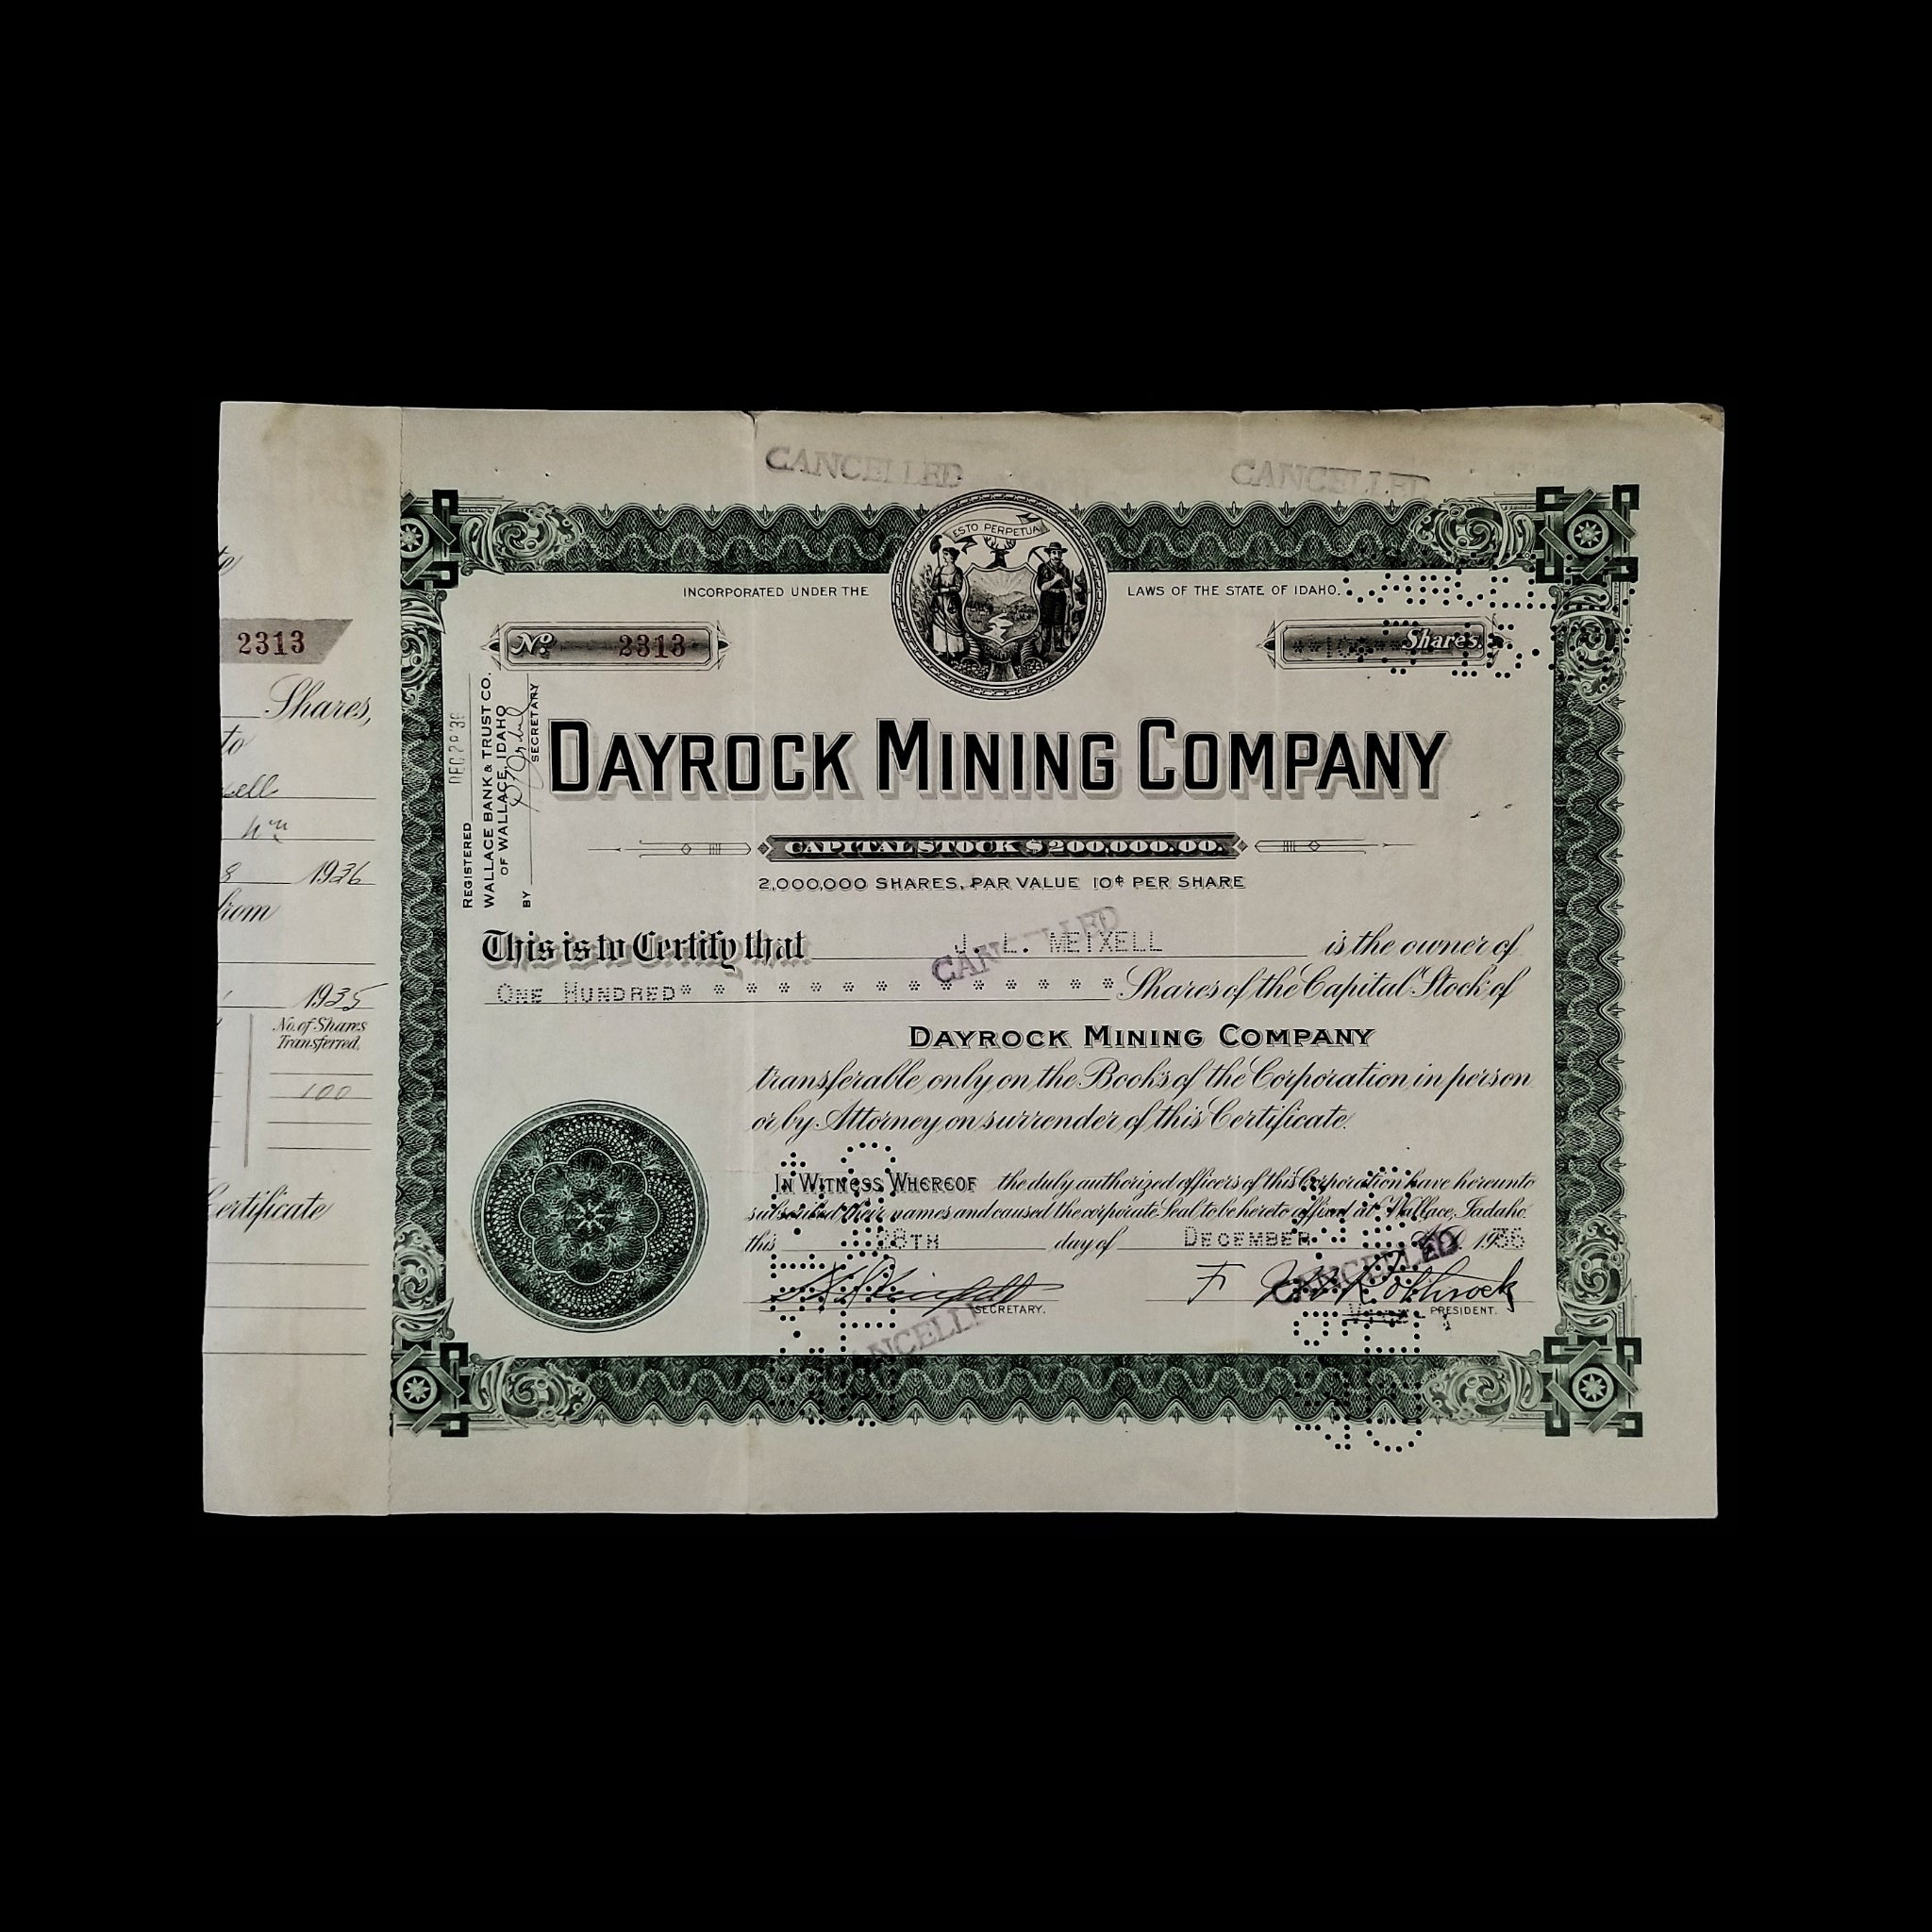 CANCELLED CANCELLED
ESTO PERPETUA
INCORPORATED UNDER THE LAWS OF THE STATE OF IDAHO.
2313
No. 2313
Shares.
Shares,
to
1936
1935
No. of Shares
Transferred.
100
Certificate
REGISTERED DEC 29 '36
WALLACE BANK & TRUST CO.
OF WALLACE, IDAHO
BY
SECRETARY
DAYROCK MINING COMPANY
CAPITAL STOCK $200,000.00.
2,000,000 SHARES, PAR VALUE 10¢ PER SHARE
CANCELLED
This is to Certify that J. L. MEIXELL is the owner of
ONE HUNDRED* * * * * * * * * * * * * * Shares of the Capital Stock of
DAYROCK MINING COMPANY
transferable only on the Books of the Corporation in person
or by Attorney on surrender of this Certificate.
IN WITNESS WHEREOF the duly authorized officers of this Corporation have hereunto
subscribed their names and caused the corporate Seal to be hereto affixed at Wallace, Iadaho.
this 28TH day of DECEMBER 1936
CANCELLED
SECRETARY. PRESIDENT.
CANCELLED